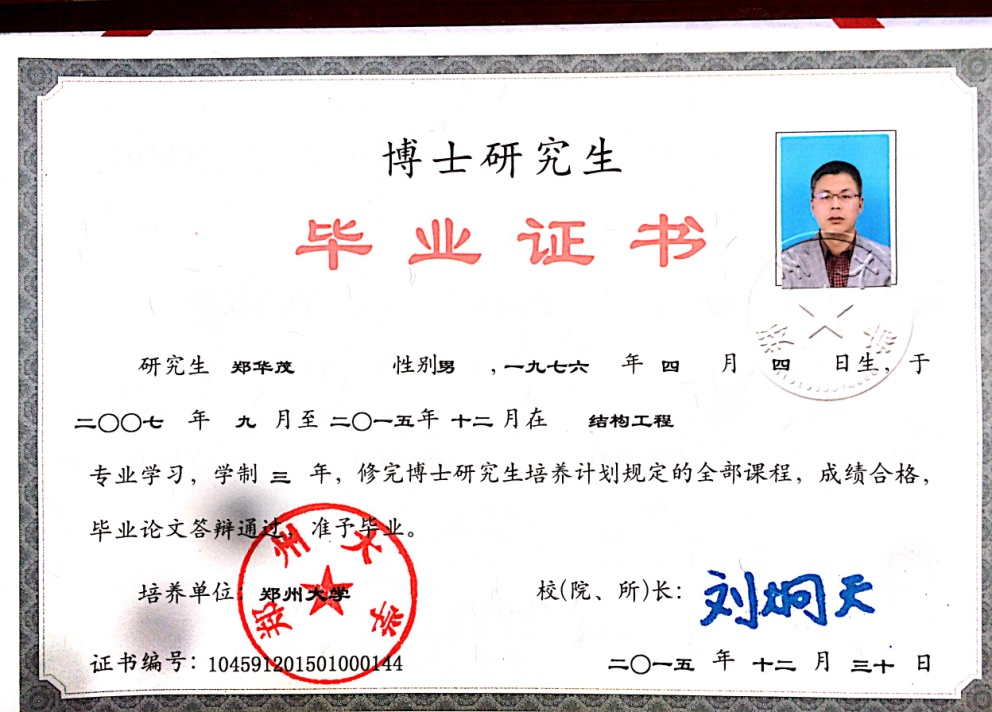 博士研究生
毕业证书
研究生 郑华茂 性别男 ,一九七六 年 四 月 四 日生, 于
二〇〇七 年 九 月至 二〇一五年 十二月在 结构工程
专业学习, 学制 三 年, 修完博士研究生培养计划规定的全部课程, 成绩合格,
毕业论文答辩通过, 准予毕业。
培养单位: 郑州大学
校(院、所)长: 刘炯天
郑州大学
证书编号: 104591201501000144
二〇一五 年 十二 月 三十 日